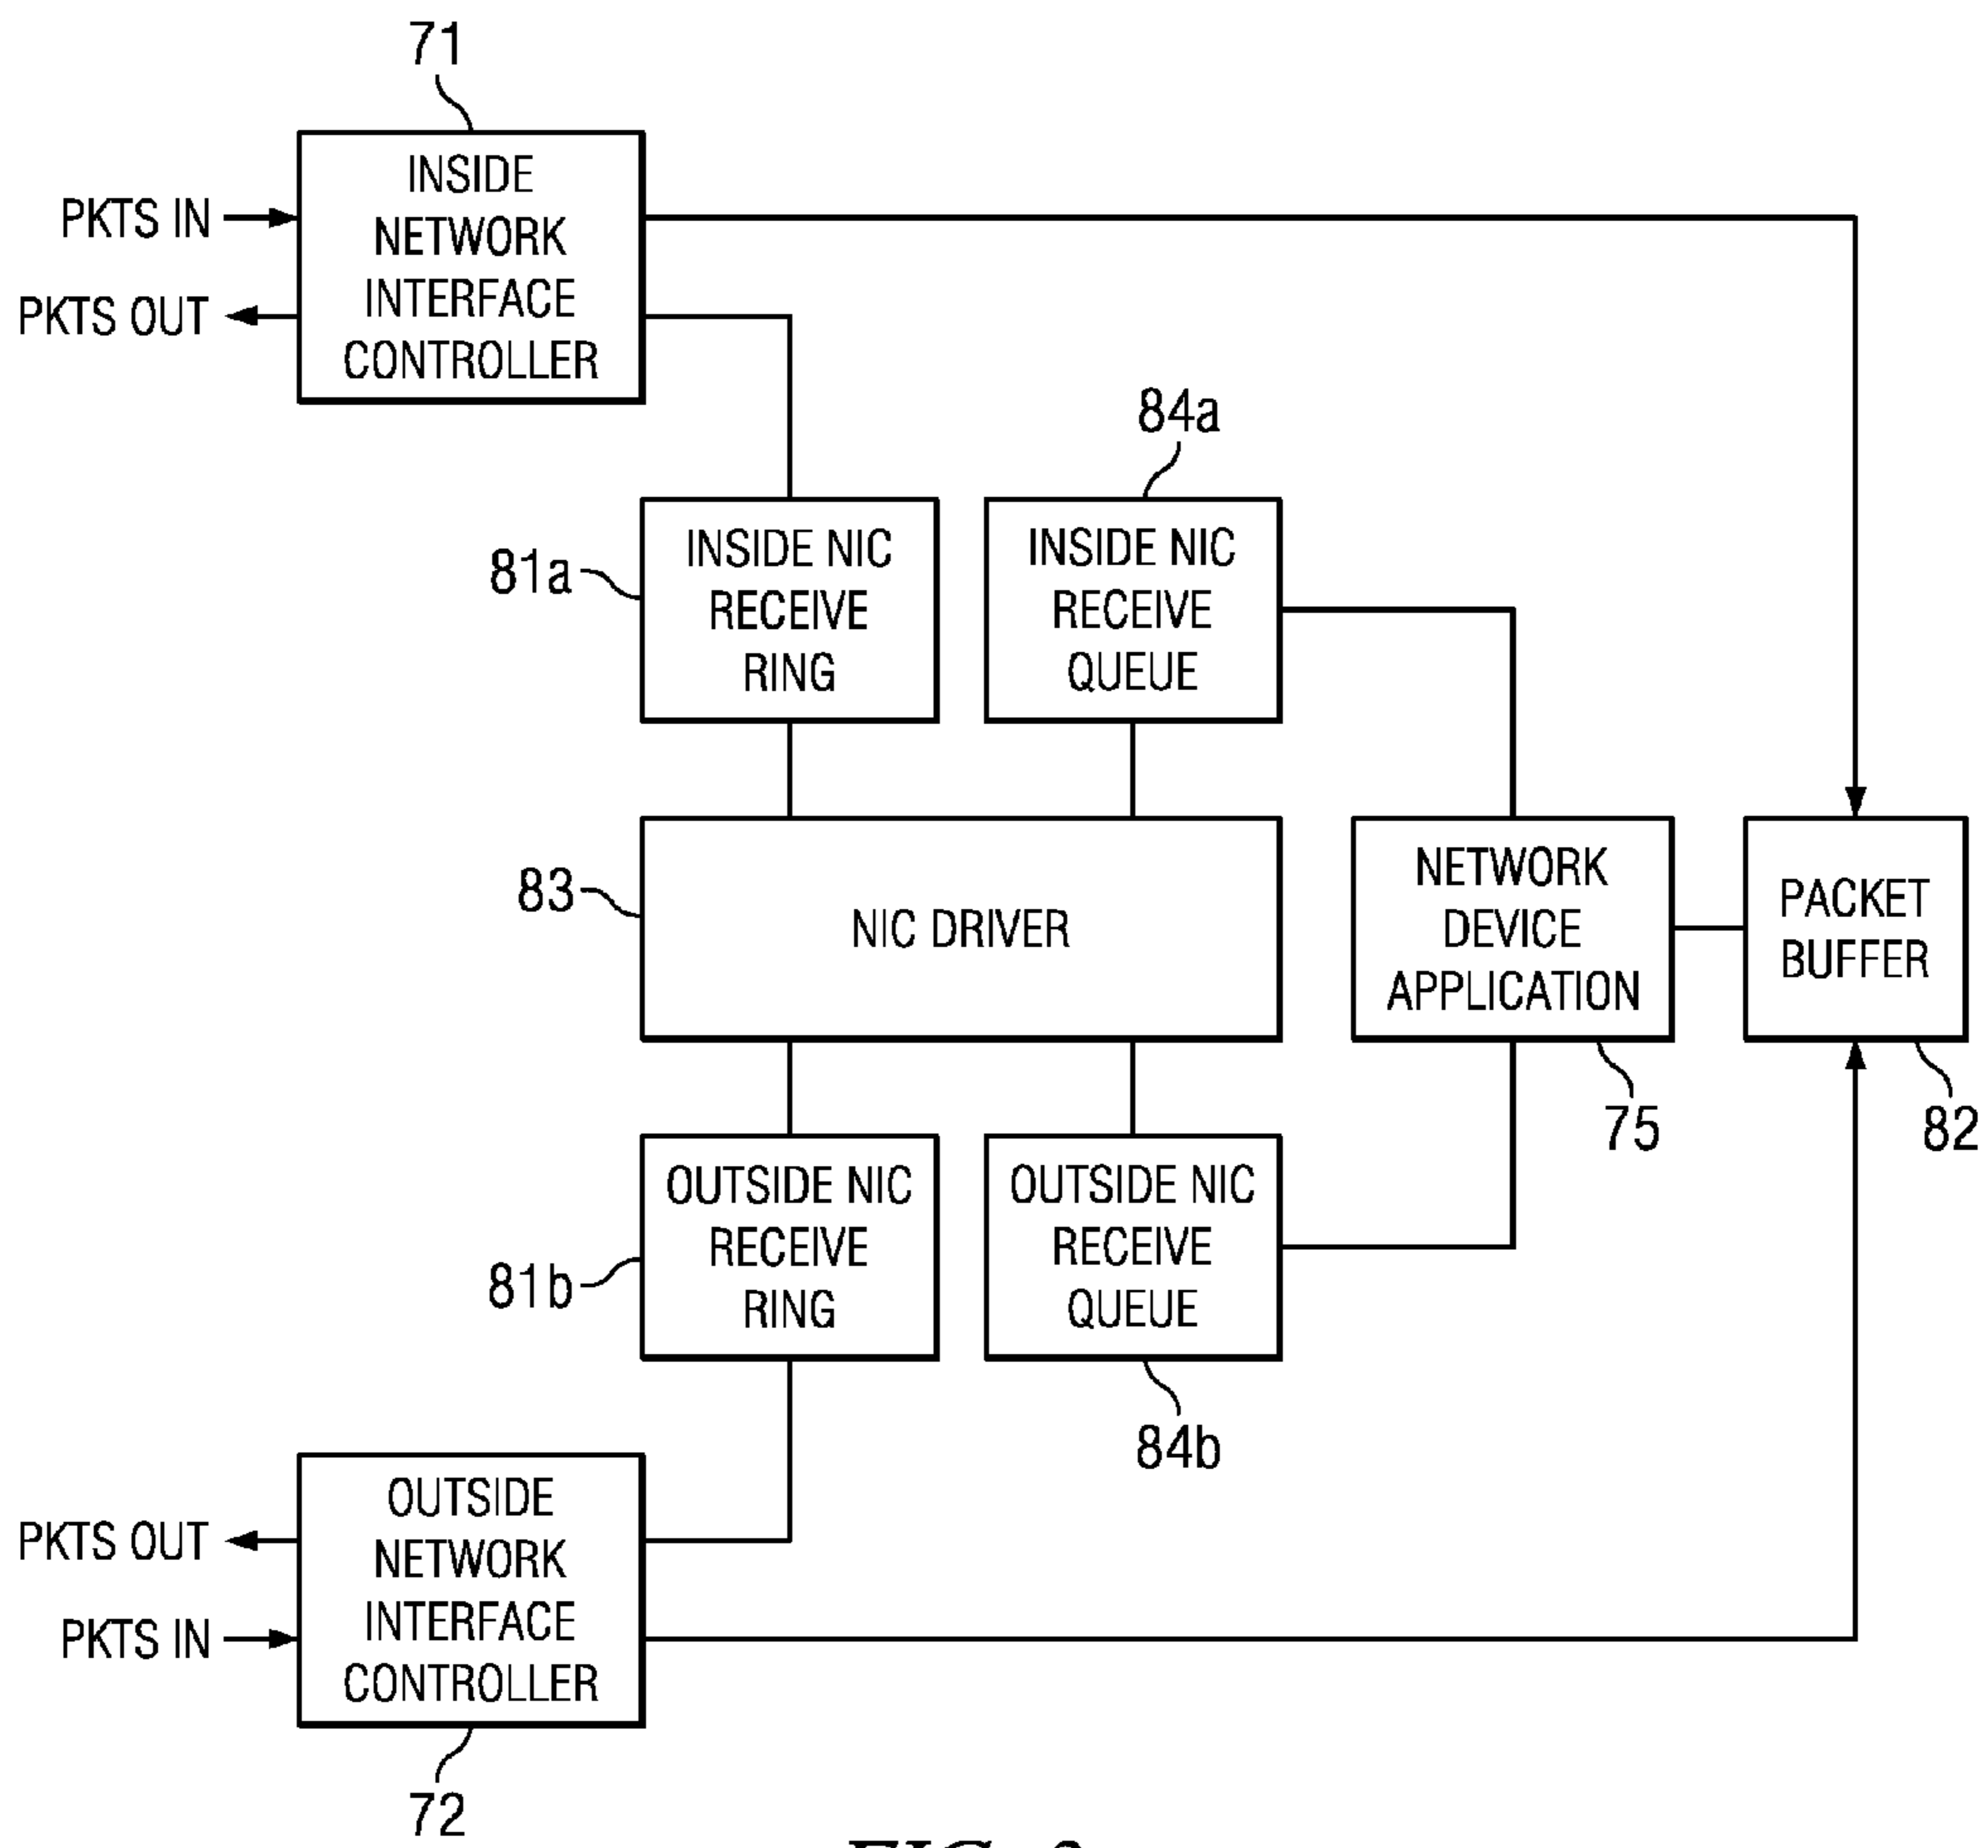 71
INSIDE
NETWORK
INTERFACE
CONTROLLER
PKTS IN
PKTS OUT
84a
81a
INSIDE NIC
RECEIVE
RING
INSIDE NIC
RECEIVE
QUEUE
83
NIC DRIVER
NETWORK
DEVICE
APPLICATION
PACKET
BUFFER
75
82
81b
OUTSIDE NIC
RECEIVE
RING
OUTSIDE NIC
RECEIVE
QUEUE
84b
OUTSIDE
NETWORK
INTERFACE
CONTROLLER
PKTS OUT
PKTS IN
72